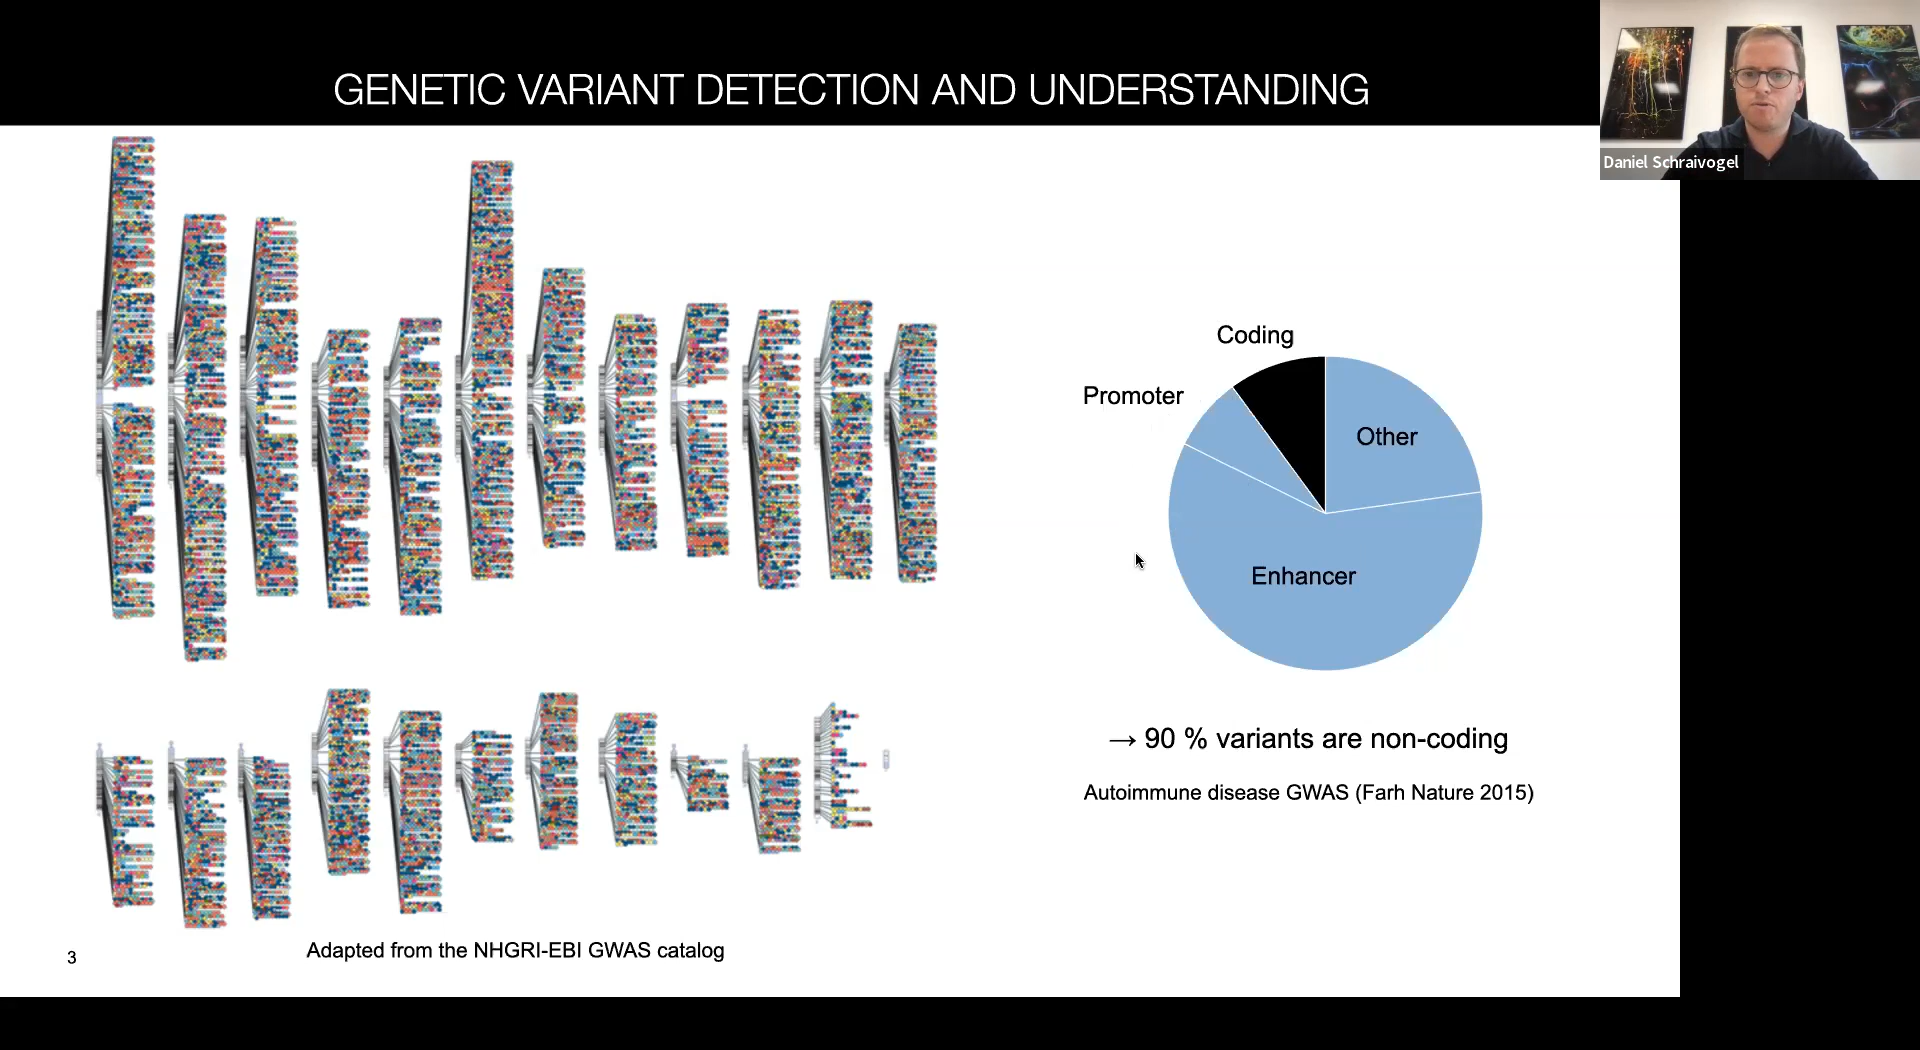 GENETIC VARIANT DETECTION AND UNDERSTANDING
Daniel Schraivogel
Coding
Promoter
Other
Enhancer
→ 90 % variants are non-coding
Autoimmune disease GWAS (Farh Nature 2015)
Adapted from the NHGRI-EBI GWAS catalog
3